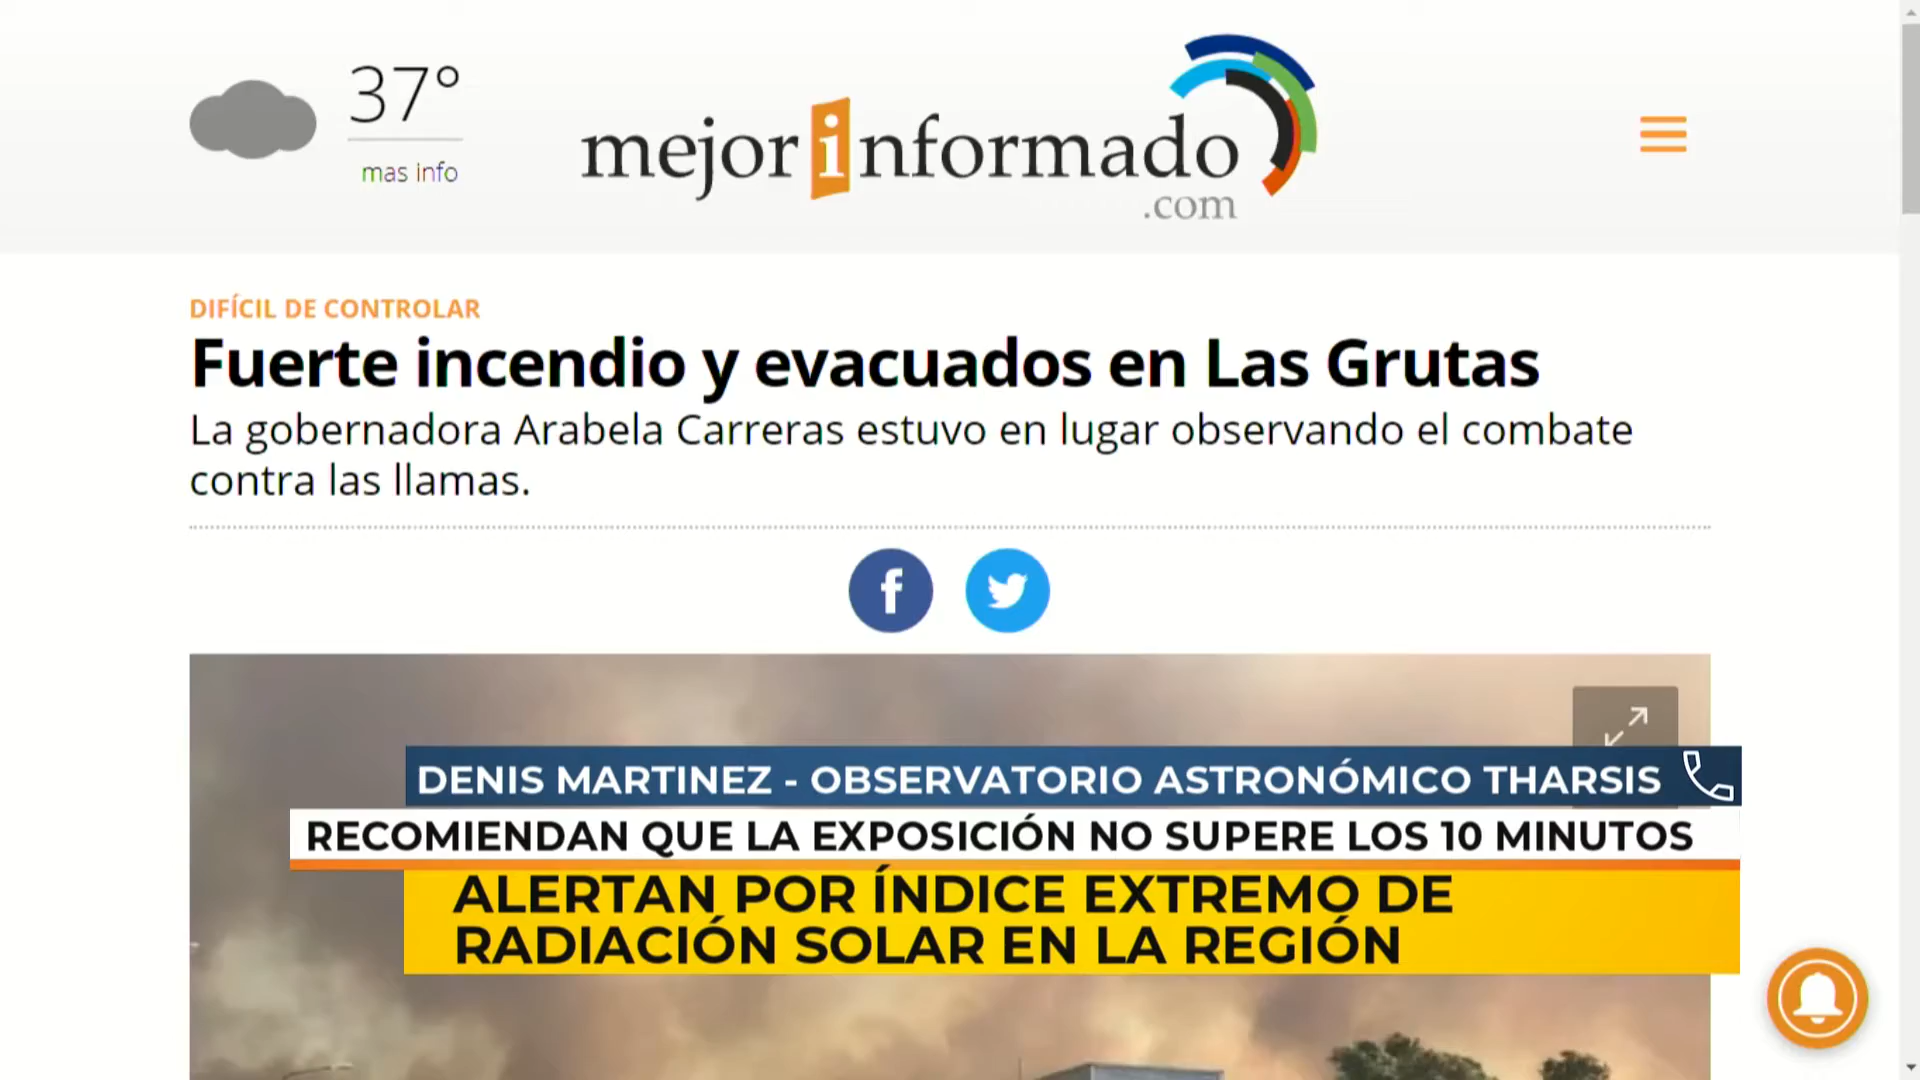 37°
mas info
mejorinformado
.com
DIFÍCIL DE CONTROLAR
Fuerte incendio y evacuados en Las Grutas
La gobernadora Arabela Carreras estuvo en lugar observando el combate
contra las llamas.
DENIS MARTINEZ - OBSERVATORIO ASTRONÓMICO THARSIS
RECOMIENDAN QUE LA EXPOSICIÓN NO SUPERE LOS 10 MINUTOS
ALERTAN POR ÍNDICE EXTREMO DE
RADIACIÓN SOLAR EN LA REGIÓN